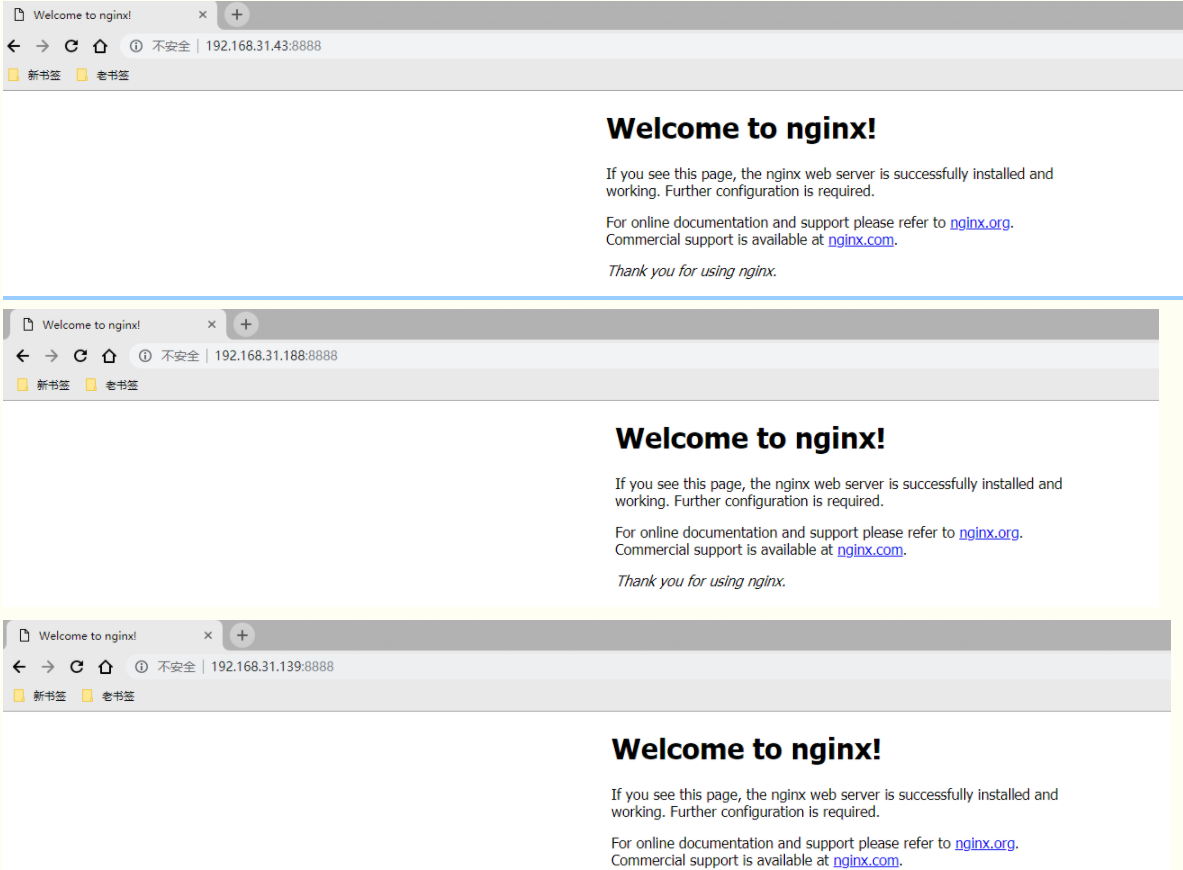 Welcome to nginx!
不安全 | 192.168.31.43:8888
新书签 老书签
Welcome to nginx!
If you see this page, the nginx web server is successfully installed and
working. Further configuration is required.
For online documentation and support please refer to nginx.org.
Commercial support is available at nginx.com.
Thank you for using nginx.
Welcome to nginx!
不安全 | 192.168.31.188:8888
新书签 老书签
Welcome to nginx!
If you see this page, the nginx web server is successfully installed and
working. Further configuration is required.
For online documentation and support please refer to nginx.org.
Commercial support is available at nginx.com.
Thank you for using nginx.
Welcome to nginx!
不安全 | 192.168.31.139:8888
新书签 老书签
Welcome to nginx!
If you see this page, the nginx web server is successfully installed and
working. Further configuration is required.
For online documentation and support please refer to nginx.org.
Commercial support is available at nginx.com.